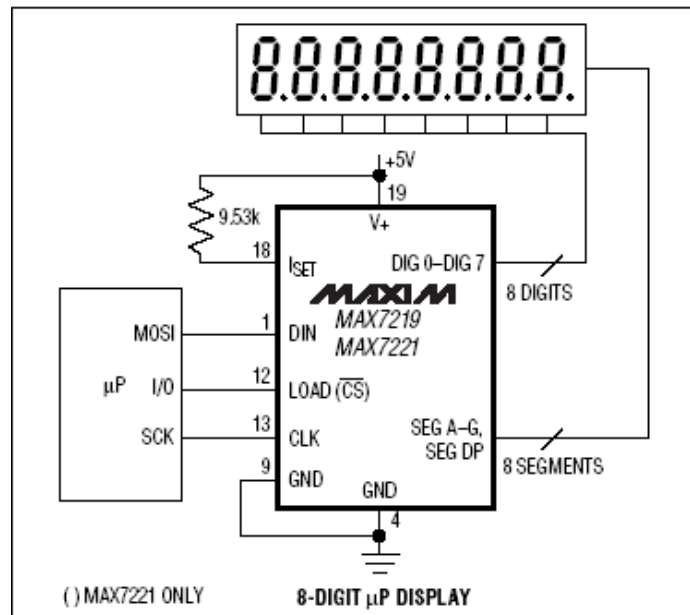 8.8.8.8.8.8.8.8.
+5V
19
9.53k
V+
18
ISET
DIG 0–DIG 7
8 DIGITS
MAXIM
MAX7219
MAX7221
MOSI
1
DIN
µP
I/O
12
LOAD (C̅S̅)
SCK
13
CLK
SEG A–G,
SEG DP
8 SEGMENTS
9
GND
GND
4
( ) MAX7221 ONLY
8-DIGIT µP DISPLAY